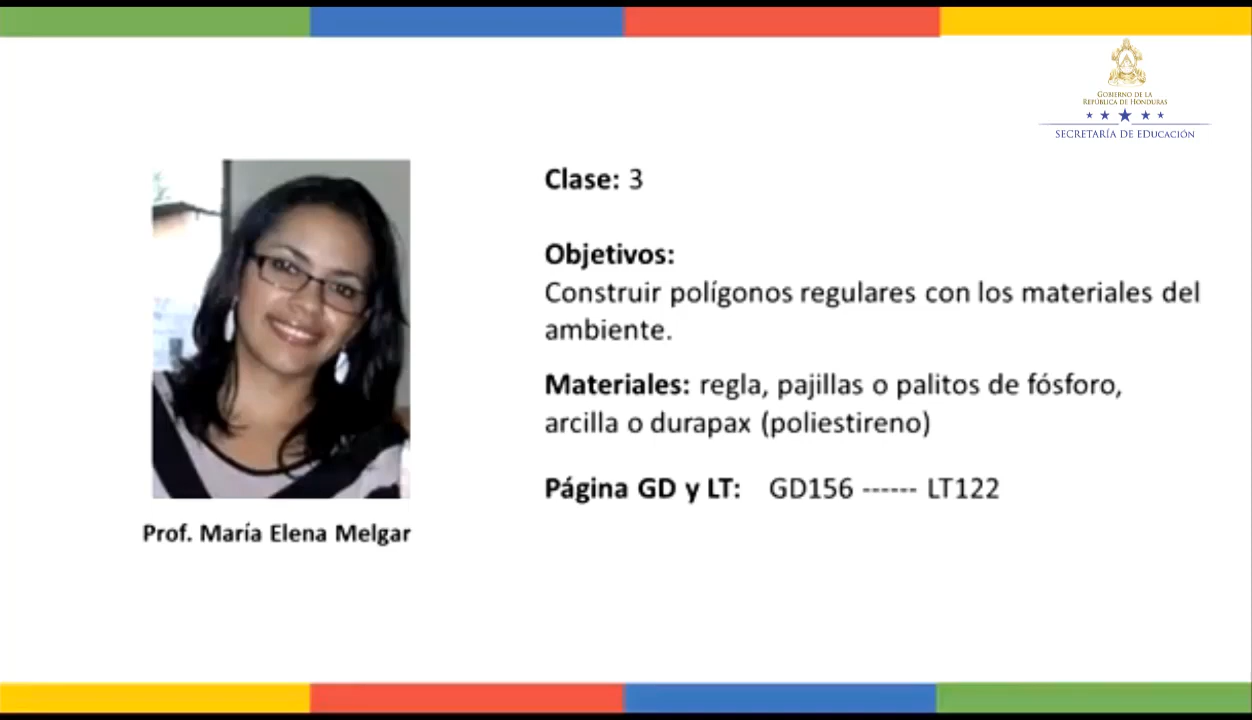 GOBIERNO DE LA
REPÚBLICA DE HONDURAS
SECRETARÍA DE EDUCACIÓN
Clase: 3
Objetivos:
Construir polígonos regulares con los materiales del
ambiente.
Materiales: regla, pajillas o palitos de fósforo,
arcilla o durapax (poliestireno)
Página GD y LT: GD156 ------ LT122
Prof. María Elena Melgar